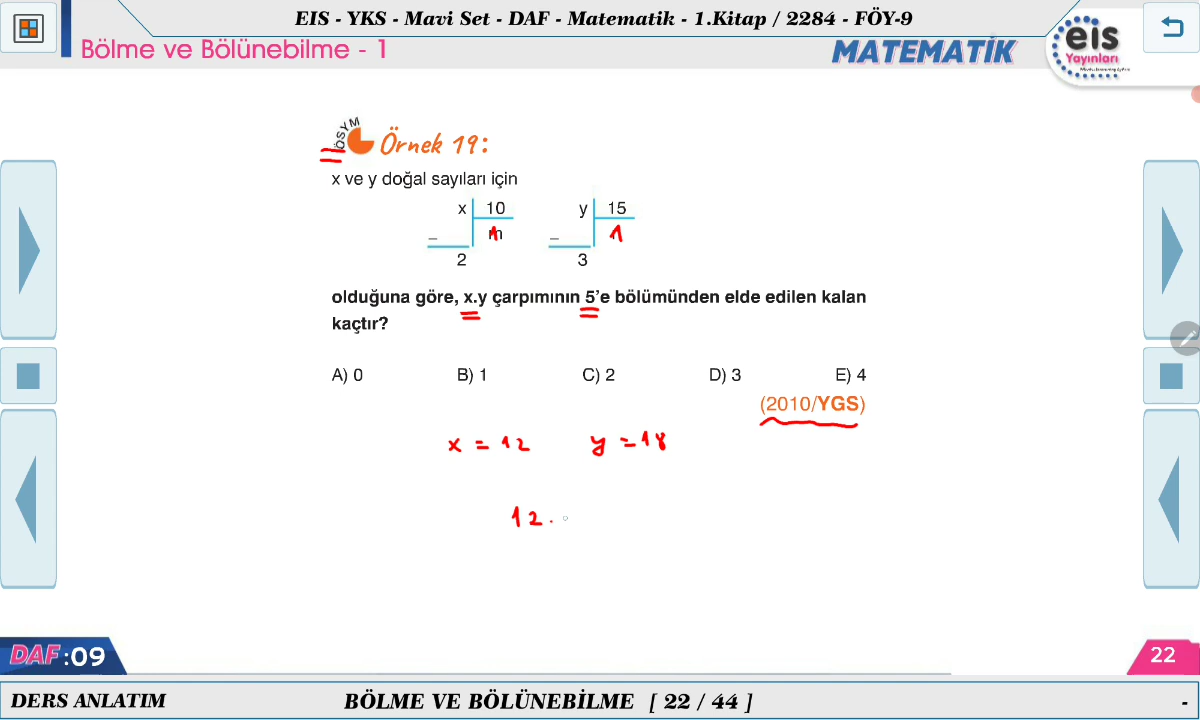 EIS - YKS - Mavi Set - DAF - Matematik - 1.Kitap / 2284 - FÖY-9
Bölme ve Bölünebilme - 1
MATEMATİK
eis
Yayınları
ÖSYM
Örnek 19:
x ve y doğal sayıları için
x 10 y 15
1 1
2 3
olduğuna göre, x.y çarpımının 5'e bölümünden elde edilen kalan
kaçtır?
A) 0 B) 1 C) 2 D) 3 E) 4
(2010/YGS)
x = 12 y = 18
12 .
DAF :09
22
DERS ANLATIM BÖLME VE BÖLÜNEBİLME [ 22 / 44 ] -